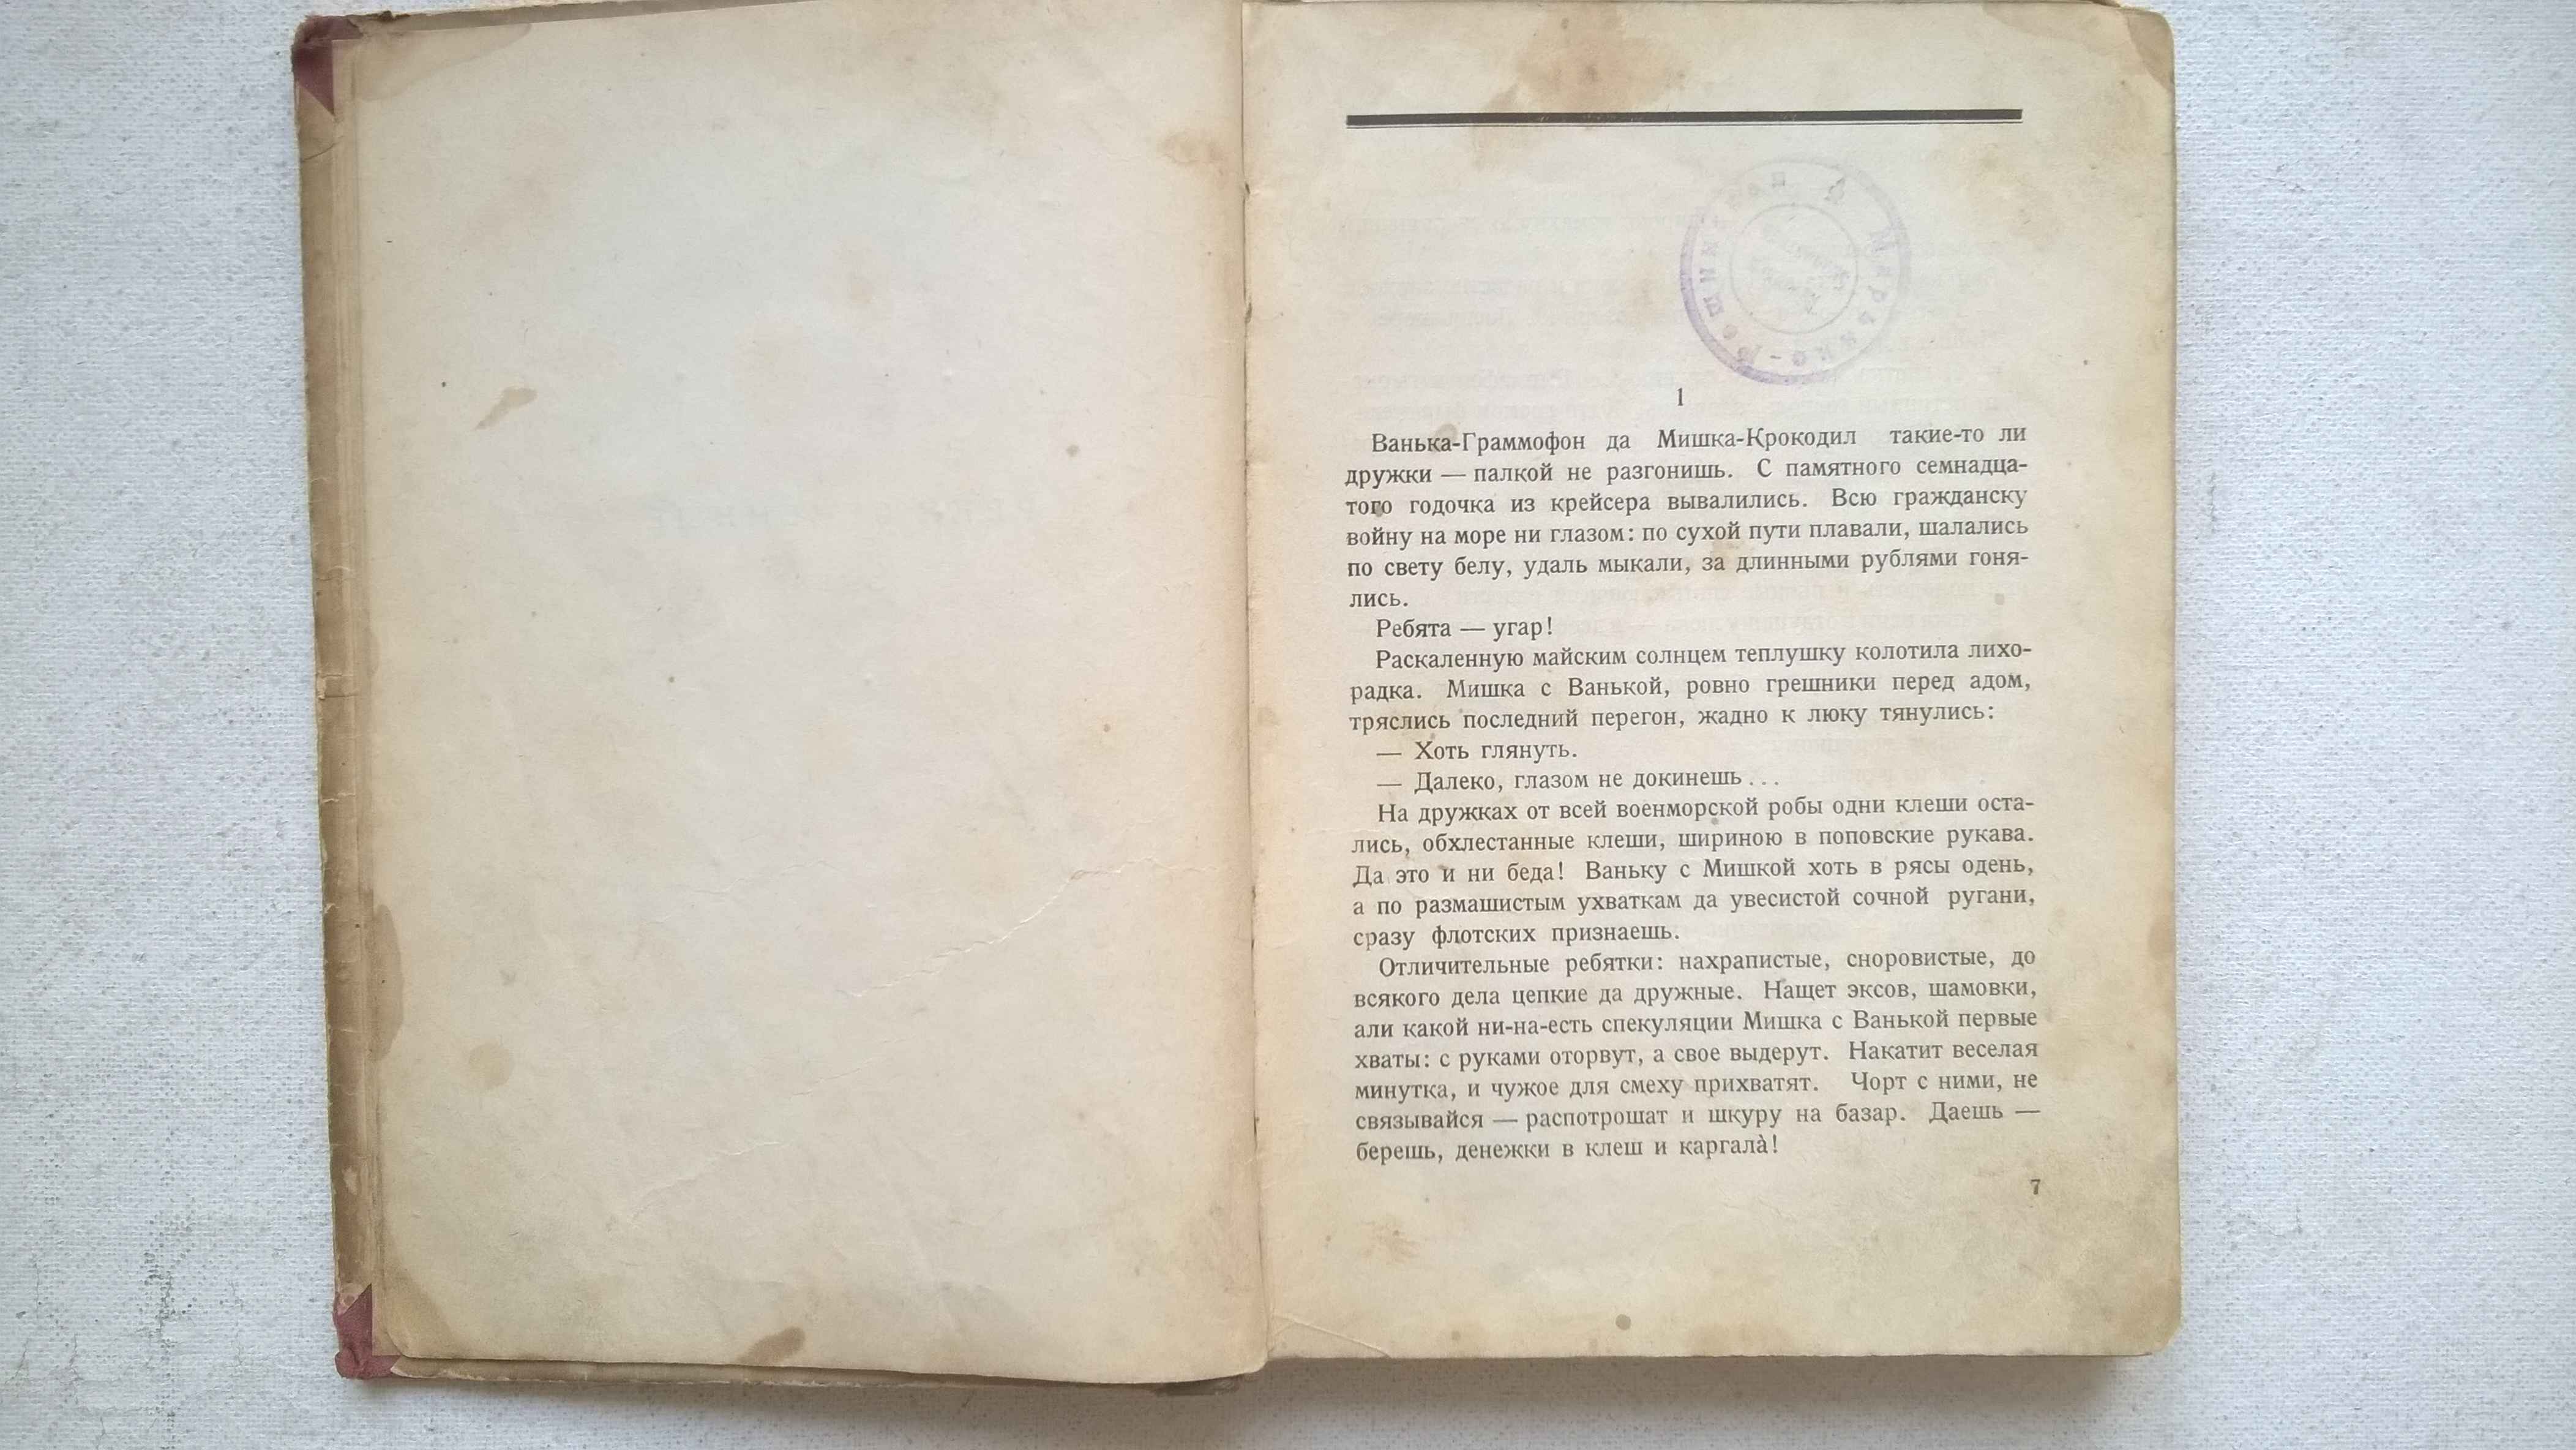 1
Ванька-Граммофон да Мишка-Крокодил такие-то ли
дружки — палкой не разгонишь. С памятного семнадца-
того годочка из крейсера вывалились. Всю гражданску
войну на море ни глазом: по сухой пути плавали, шалались
по свету белу, удаль мыкали, за длинными рублями гоня-
лись.
Ребята — угар!
Раскаленную майским солнцем теплушку колотила лихо-
радка. Мишка с Ванькой, ровно грешники перед адом,
тряслись последний перегон, жадно к люку тянулись:
— Хоть глянуть.
— Далеко, глазом не докинешь...
На дружках от всей военморской робы одни клеши оста-
лись, обхлестанные клеши, шириною в поповские рукава.
Да это и ни беда! Ваньку с Мишкой хоть в рясы одень,
а по размашистым ухваткам да увесистой сочной ругани,
сразу флотских признаешь.
Отличительные ребятки: нахрапистые, сноровистые, до
всякого дела цепкие да дружные. Нащет эксов, шамовки,
али какой ни-на-есть спекуляции Мишка с Ванькой первые
хваты: с руками оторвут, а свое выдерут. Накатит веселая
минутка, и чужое для смеху прихватят. Чорт с ними, не
связывайся — распотрошат и шкуру на базар. Даешь —
берешь, денежки в клеш и каргалà!
7